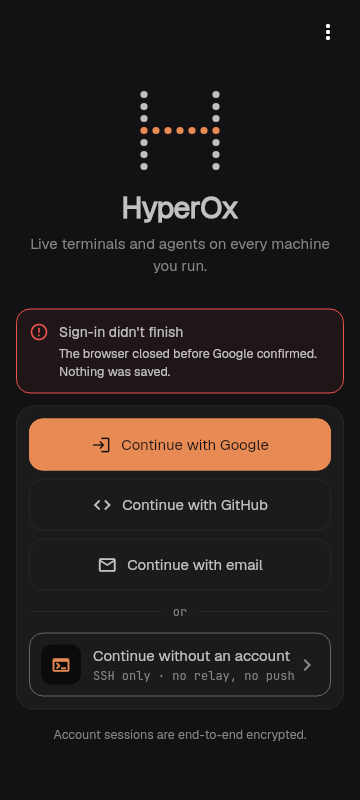 HyperOx
Live terminals and agents on every machine
you run.
Sign-in didn't finish
The browser closed before Google confirmed.
Nothing was saved.
Continue with Google
Continue with GitHub
Continue with email
or
Continue without an account
SSH only · no relay, no push
Account sessions are end-to-end encrypted.